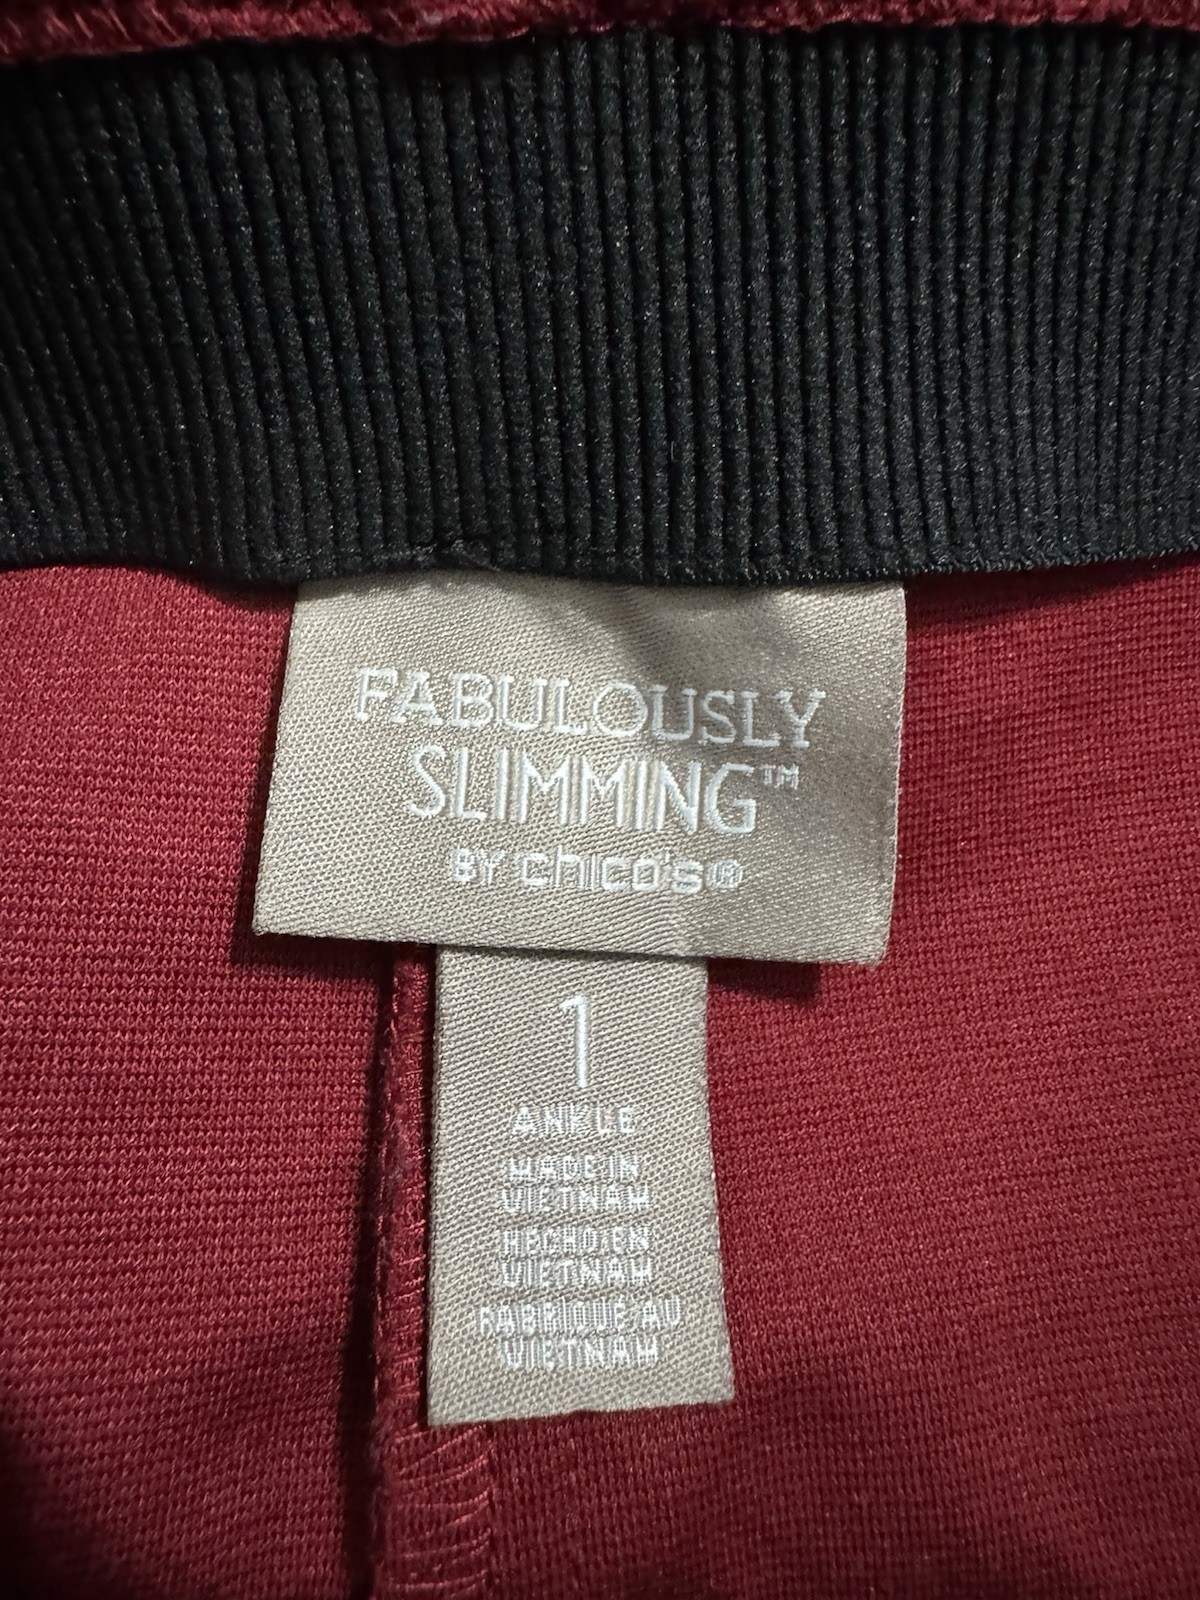 FABULOUSLY
SLIMMING™
BY chico's®
1
ANKLE
MADE IN
VIETNAM
HECHO EN
VIETNAM
FABRIQUÉ AU
VIETNAM